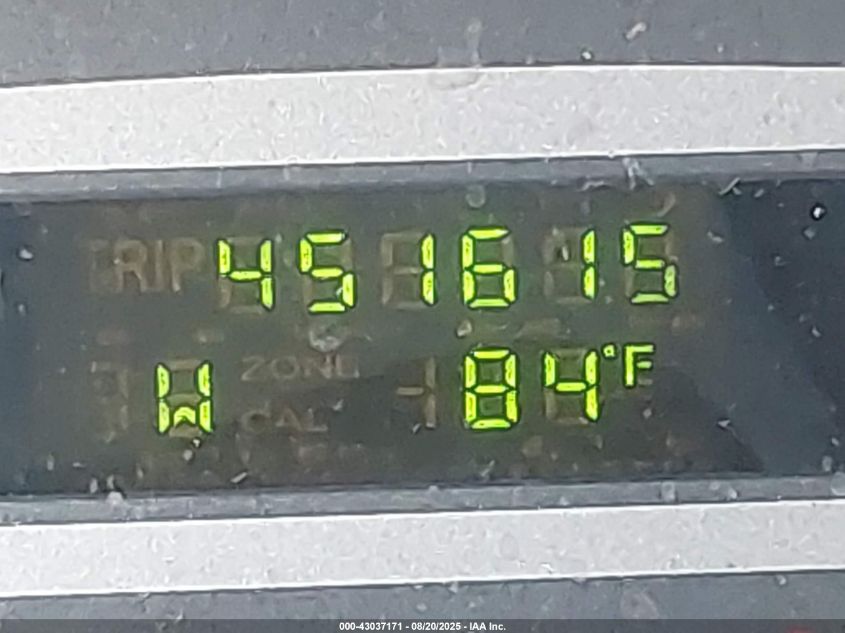 TRIP 451615
W ZONE 84°F
CAL
000-43037171 - 08/20/2025 - IAA Inc.